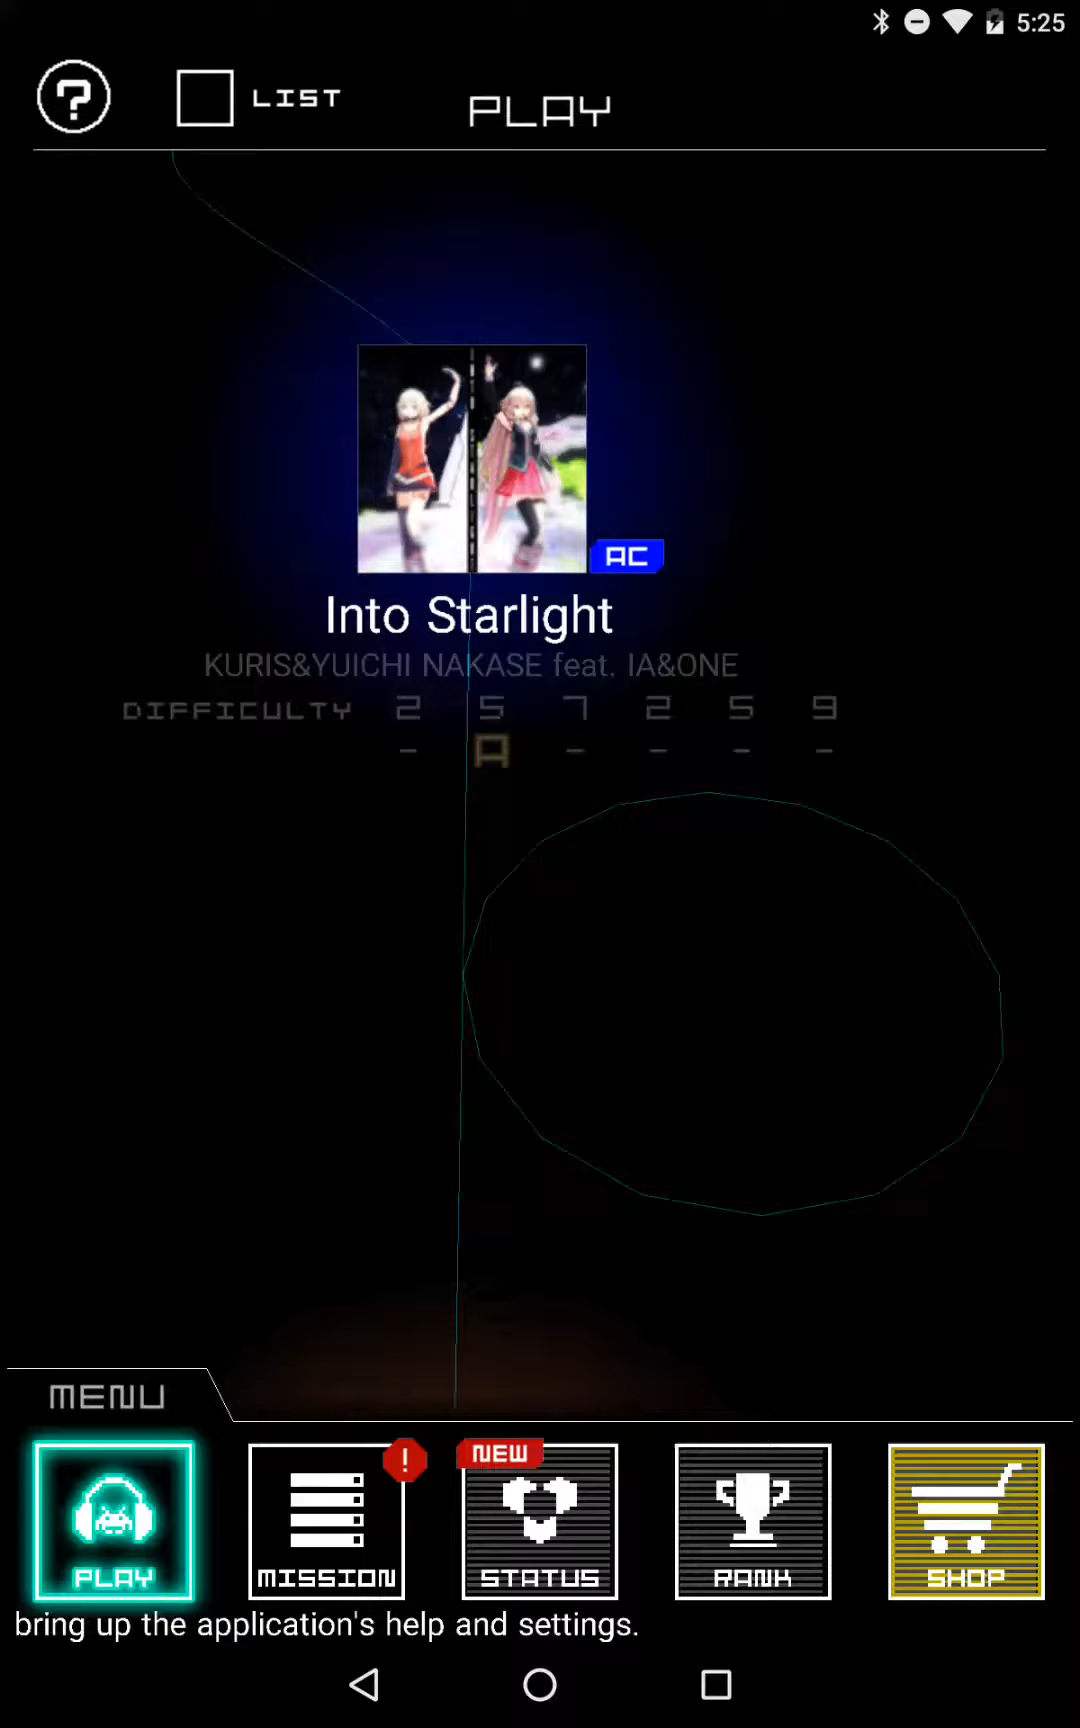 5:25
?
LIST
PLAY
AC
Into Starlight
KURIS&YUICHI NAKASE feat. IA&ONE
DIFFICULTY 2 5 7 2 5 9
- A - - - -
MENU
!
NEW
PLAY
MISSION
STATUS
RANK
SHOP
bring up the application's help and settings.